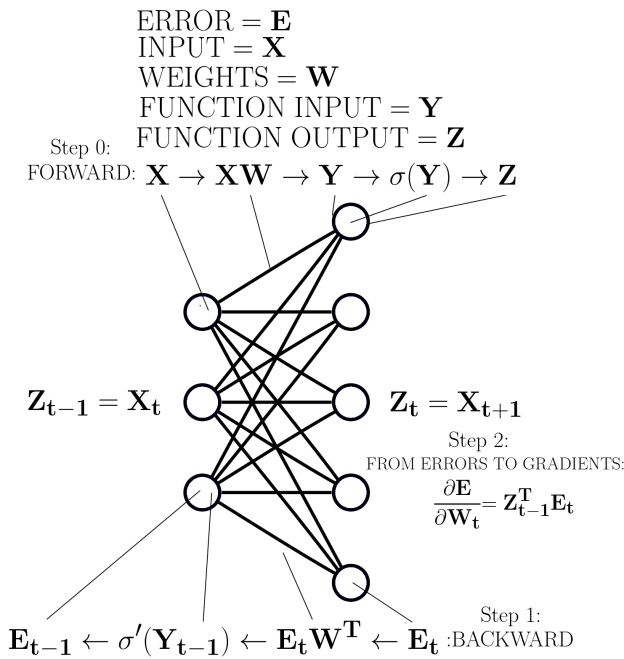 ERROR = E
INPUT = X
WEIGHTS = W
FUNCTION INPUT = Y
FUNCTION OUTPUT = Z
Step 0:
FORWARD: X → XW → Y → σ(Y) → Z
Z_{t−1} = X_t
Z_t = X_{t+1}
Step 2:
FROM ERRORS TO GRADIENTS:
∂E/∂W_t = Z^T_{t−1}E_t
Step 1:
E_{t−1} ← σ′(Y_{t−1}) ← E_tW^T ← E_t :BACKWARD